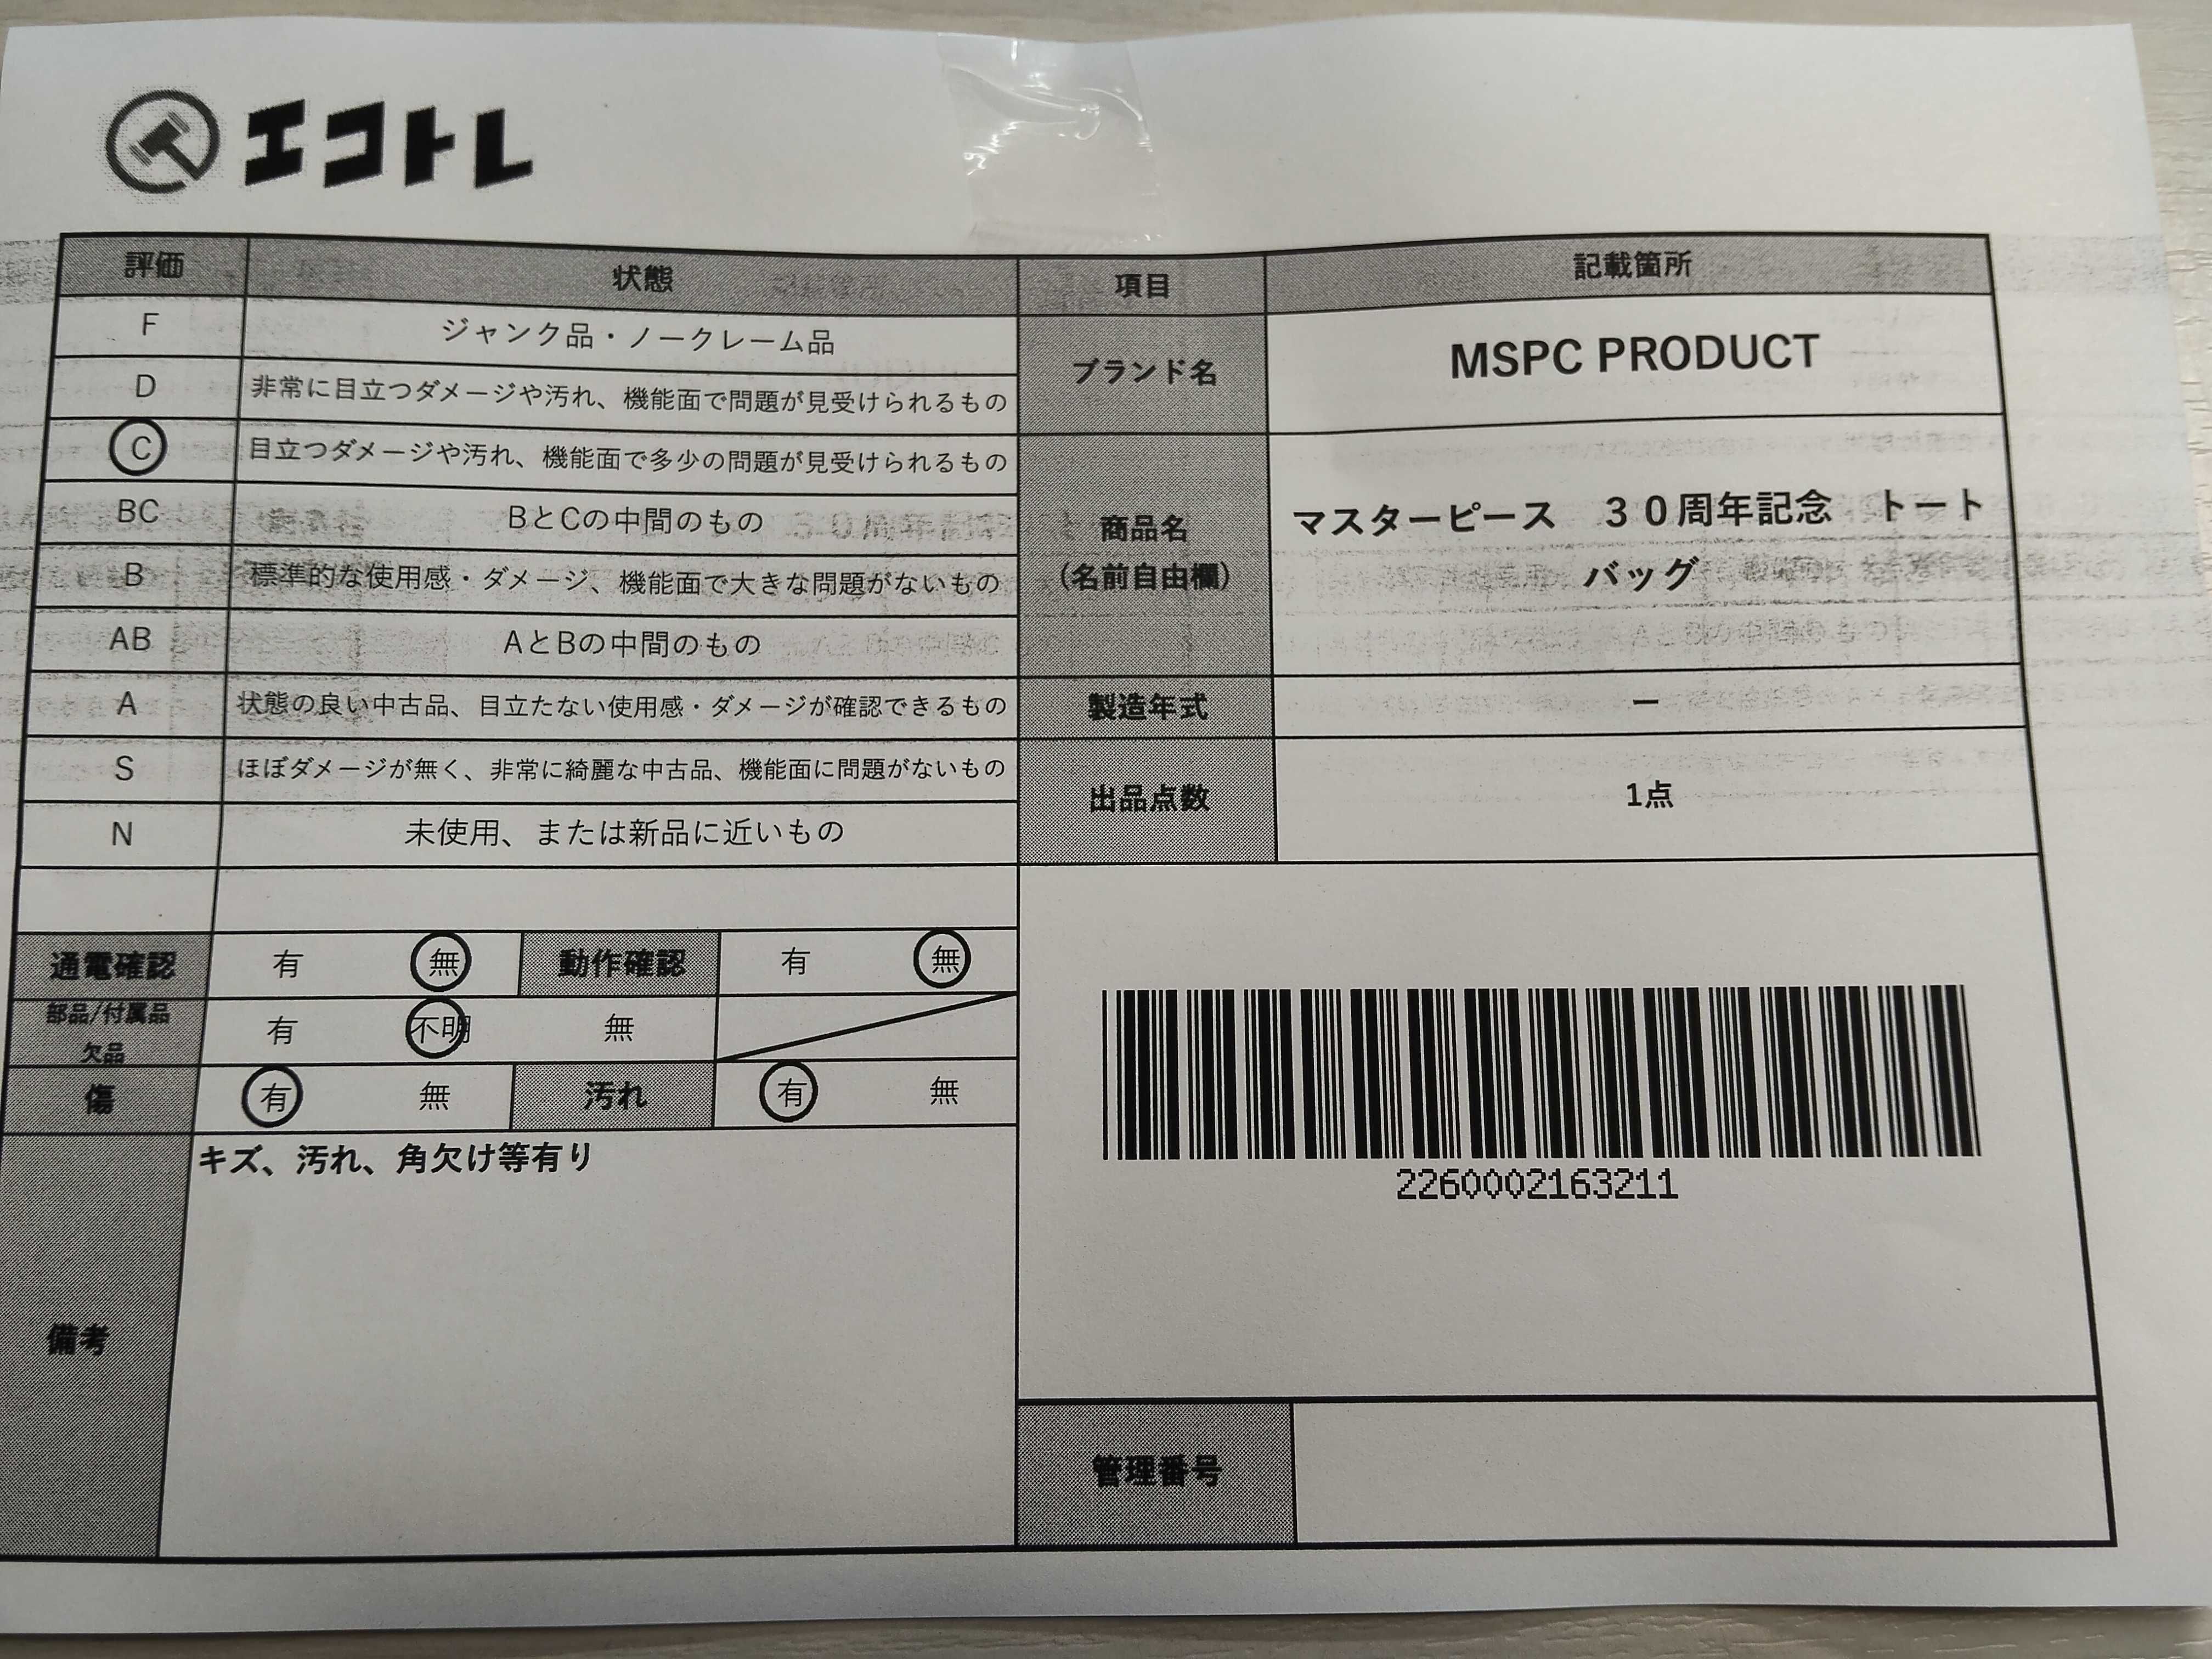 エコトレ
評価 状態 項目 記載箇所
F ジャンク品・ノークレーム品
D 非常に目立つダメージや汚れ、機能面で問題が見受けられるもの
C 目立つダメージや汚れ、機能面で多少の問題が見受けられるもの
BC BとCの中間のもの
B 標準的な使用感・ダメージ、機能面で大きな問題がないもの
AB AとBの中間のもの
A 状態の良い中古品、目立たない使用感・ダメージが確認できるもの
S ほぼダメージが無く、非常に綺麗な中古品、機能面に問題がないもの
N 未使用、または新品に近いもの
ブランド名 MSPC PRODUCT
商品名
（名前自由欄）
マスターピース　３０周年記念　トート
バッグ
製造年式 ー
出品点数 1点
通電確認 有 無 動作確認 有 無
部品/付属品
欠品
有 不明 無
傷 有 無 汚れ 有 無
備考
キズ、汚れ、角欠け等有り
2260002163211
管理番号